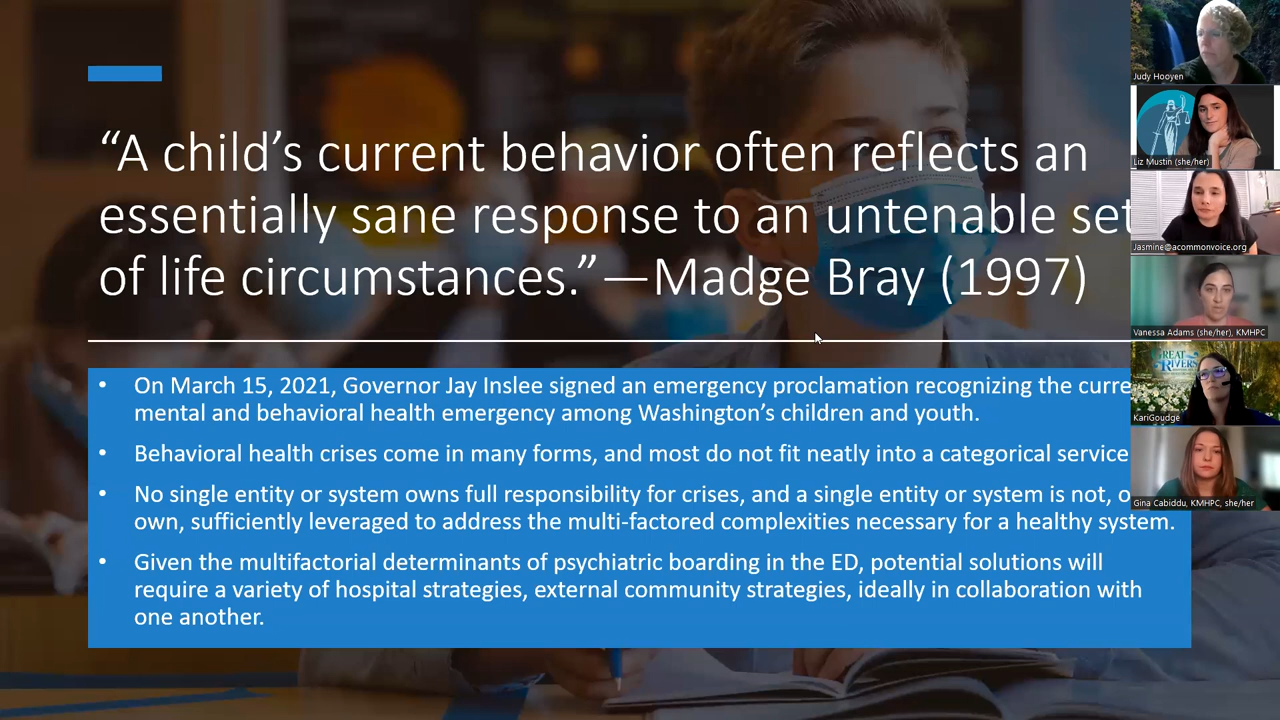 “A child’s current behavior often reflects an
essentially sane response to an untenable set
of life circumstances.”—Madge Bray (1997)
• On March 15, 2021, Governor Jay Inslee signed an emergency proclamation recognizing the curre
mental and behavioral health emergency among Washington’s children and youth.
• Behavioral health crises come in many forms, and most do not fit neatly into a categorical service
• No single entity or system owns full responsibility for crises, and a single entity or system is not, o
own, sufficiently leveraged to address the multi-factored complexities necessary for a healthy system.
• Given the multifactorial determinants of psychiatric boarding in the ED, potential solutions will
require a variety of hospital strategies, external community strategies, ideally in collaboration with
one another.
Judy Hooyen
Liz Mustin (she/her)
Jasmine@acommonvoice.org
Vanessa Adams (she/her), KMHPC
GREAT
RIVERS
KariGoudge
Gina Cabiddu, KMHPC, she/her